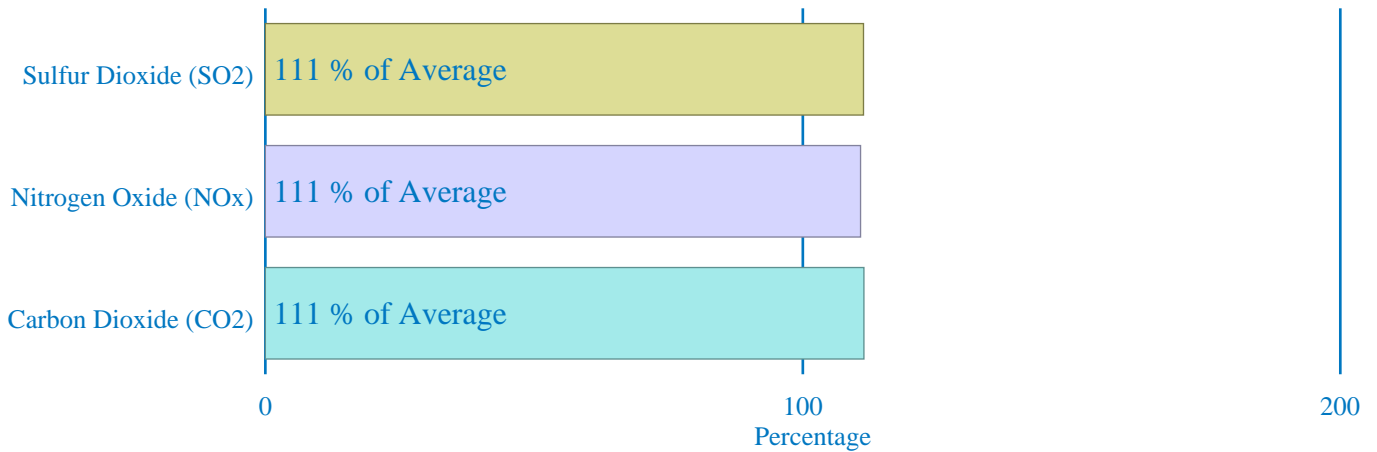 Sulfur Dioxide (SO2)
111 % of Average
Nitrogen Oxide (NOx)
111 % of Average
Carbon Dioxide (CO2)
111 % of Average
0 100 200
Percentage